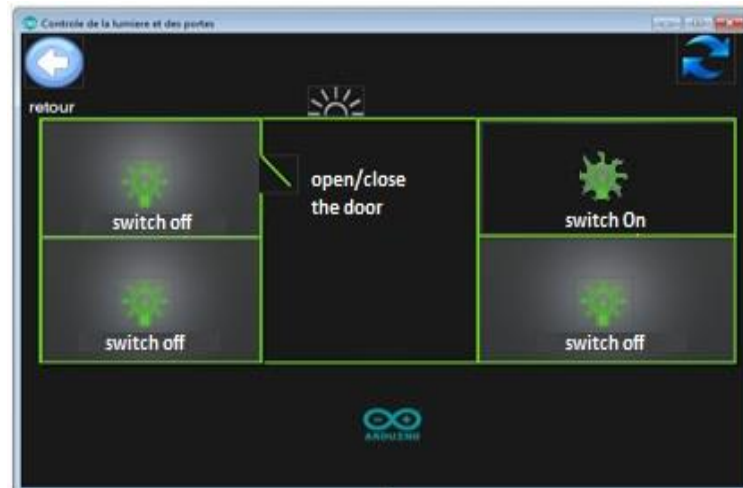 Controle de la lumiere et des portes
retour
switch off
open/close
the door
switch On
switch off
switch off
ARDUINO